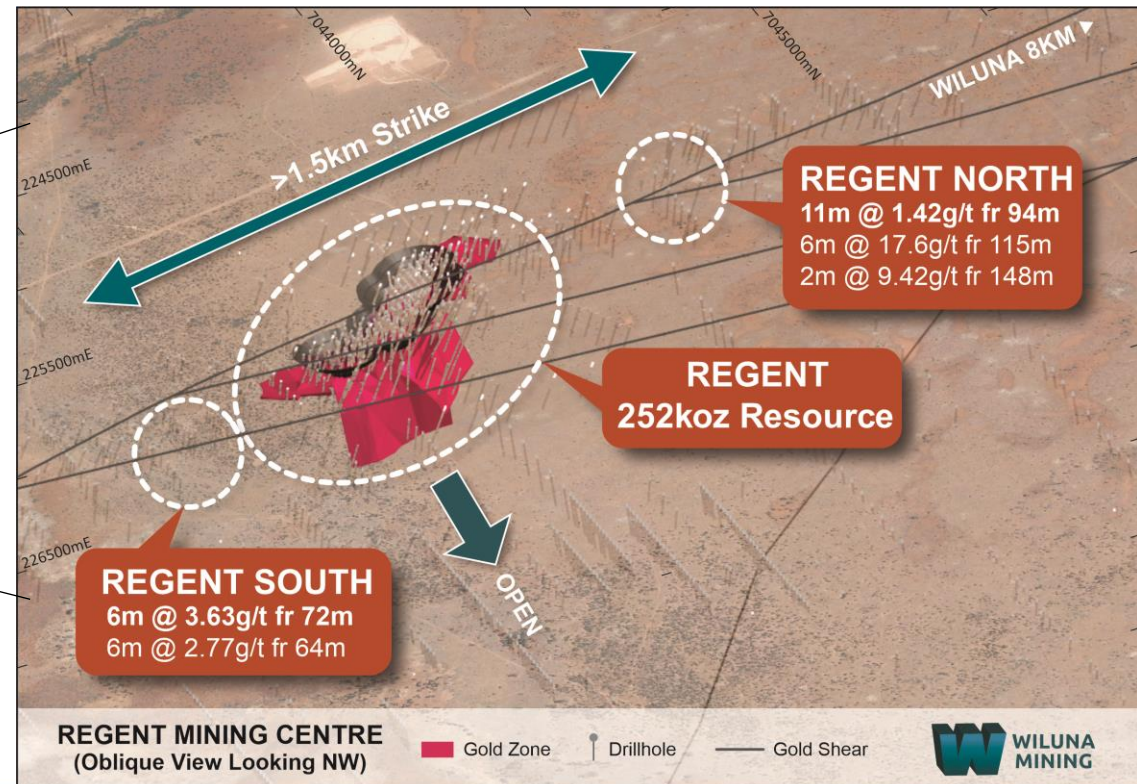 7044000mN
7045000mN
WILUNA 8KM
>1.5km Strike
224500mE
REGENT NORTH
11m @ 1.42g/t fr 94m
6m @ 17.6g/t fr 115m
2m @ 9.42g/t fr 148m
225500mE
REGENT
252koz Resource
226500mE
REGENT SOUTH
6m @ 3.63g/t fr 72m
6m @ 2.77g/t fr 64m
OPEN
REGENT MINING CENTRE
(Oblique View Looking NW)
Gold Zone
Drillhole
Gold Shear
WILUNA
MINING